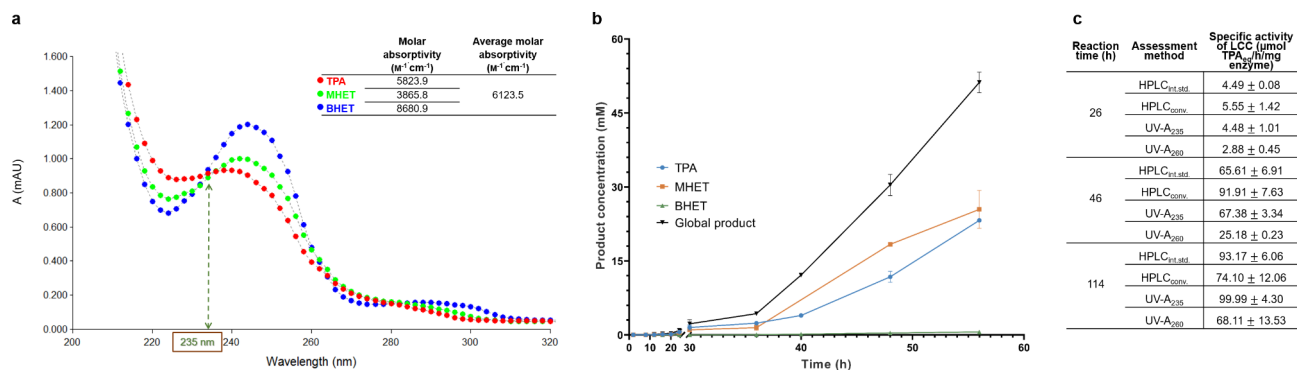 a
A (mAU)
1.600
1.400
1.200
1.000
0.800
0.600
0.400
0.200
0.000
200
220
240
260
280
300
320
235 nm
Wavelength (nm)
Molar absorptivity (M⁻¹ cm⁻¹)
Average molar absorptivity (M⁻¹ cm⁻¹)
TPA 5823.9
MHET 3865.8 6123.5
BHET 8680.9
b
Product concentration (mM)
60
45
30
15
0
TPA
MHET
BHET
Global product
0
10
20
30
40
50
60
Time (h)
c
Reaction time (h)
Assessment method
Specific activity of LCC (µmol TPAeq/h/mg enzyme)
26
HPLCint.std. 4.49 ± 0.08
HPLCconv. 5.55 ± 1.42
UV-A235 4.48 ± 1.01
UV-A260 2.88 ± 0.45
46
HPLCint.std. 65.61 ± 6.91
HPLCconv. 91.91 ± 7.63
UV-A235 67.38 ± 3.34
UV-A260 25.18 ± 0.23
114
HPLCint.std. 93.17 ± 6.06
HPLCconv. 74.10 ± 12.06
UV-A235 99.99 ± 4.30
UV-A260 68.11 ± 13.53